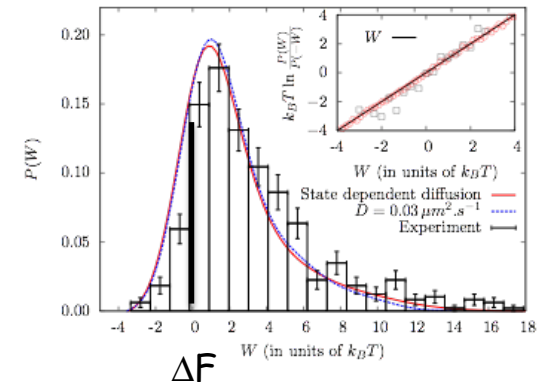 0.20
0.15
0.10
0.05
0.00
P(W)
-4 -2 0 2 4 6 8 10 12 14 16 18
W (in units of k_BT)
ΔF
4
2
0
−2
−4
k_BT ln P(W)/P(−W)
W
-4 -2 0 2 4
W (in units of k_BT)
State dependent diffusion
D = 0.03 μm².s⁻¹
Experiment